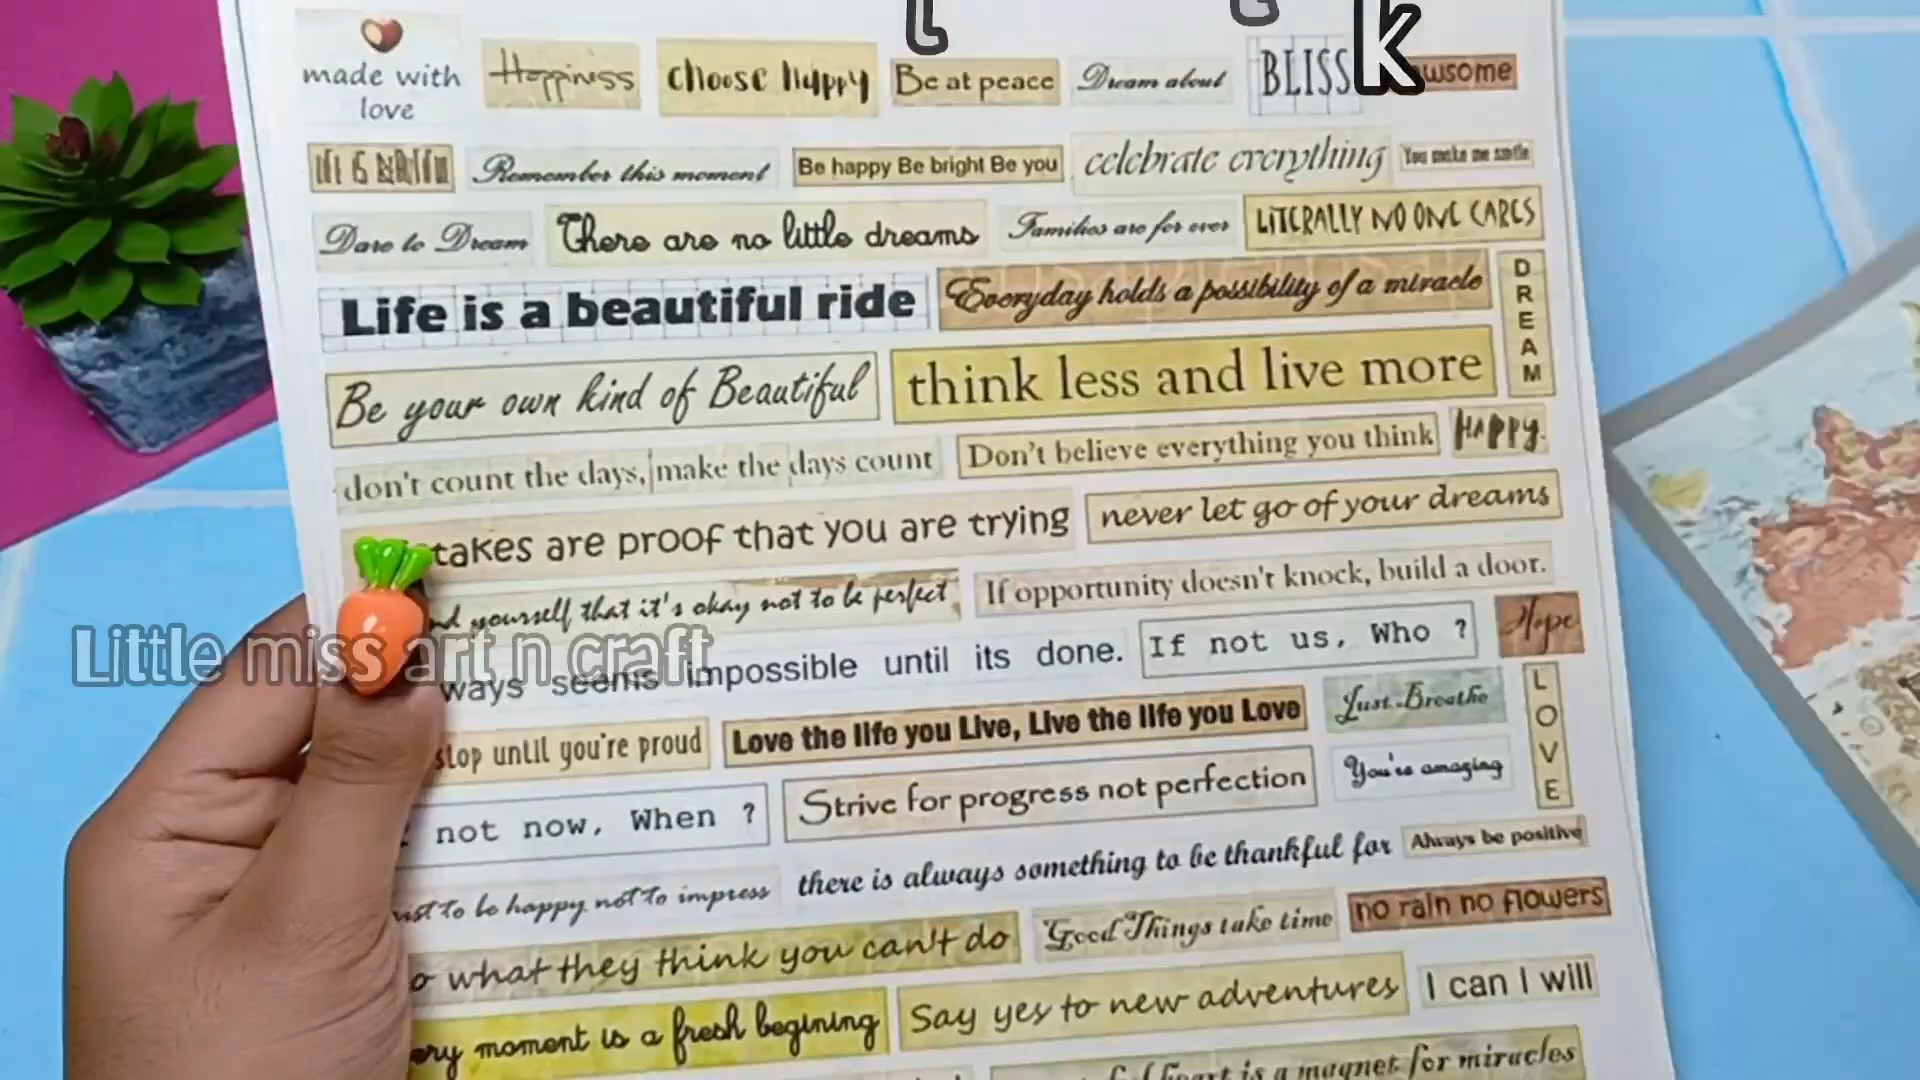 k
made with love
Happiness
choose happy
Be at peace
Dream about
BLISS
wsome
Remember this moment
Be happy Be bright Be you
celebrate everything
You make me smile
Dare to Dream
There are no little dreams
Families are for ever
LITERALLY NO ONE CARES
Life is a beautiful ride
Everyday holds a possibility of a miracle
DREAM
Be your own kind of Beautiful
think less and live more
don't count the days, make the days count
Don't believe everything you think
HAPPY.
takes are proof that you are trying
never let go of your dreams
nd yourself that it's okay not to be perfect
If opportunity doesn't knock, build a door.
Little miss art n craft
ways seems impossible until its done.
If not us, Who ?
Hope
stop until you're proud
Love the life you Live, Live the life you Love
Just Breathe
LOVE
not now, When ?
Strive for progress not perfection
You're amazing
to be happy not to impress
there is always something to be thankful for
Always be positive
o what they think you can't do
Good Things take time
no rain no flowers
ery moment is a fresh begining
Say yes to new adventures
I can I will
heart is a magnet for miracles